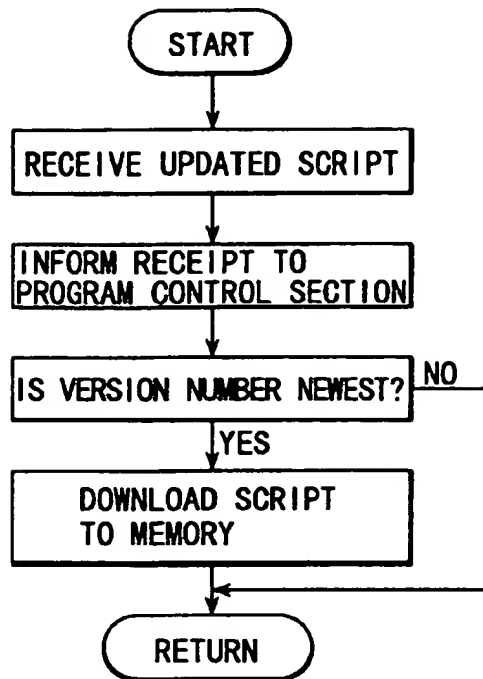 START
RECEIVE UPDATED SCRIPT
INFORM RECEIPT TO
PROGRAM CONTROL SECTION
IS VERSION NUMBER NEWEST?
NO
YES
DOWNLOAD SCRIPT
TO MEMORY
RETURN